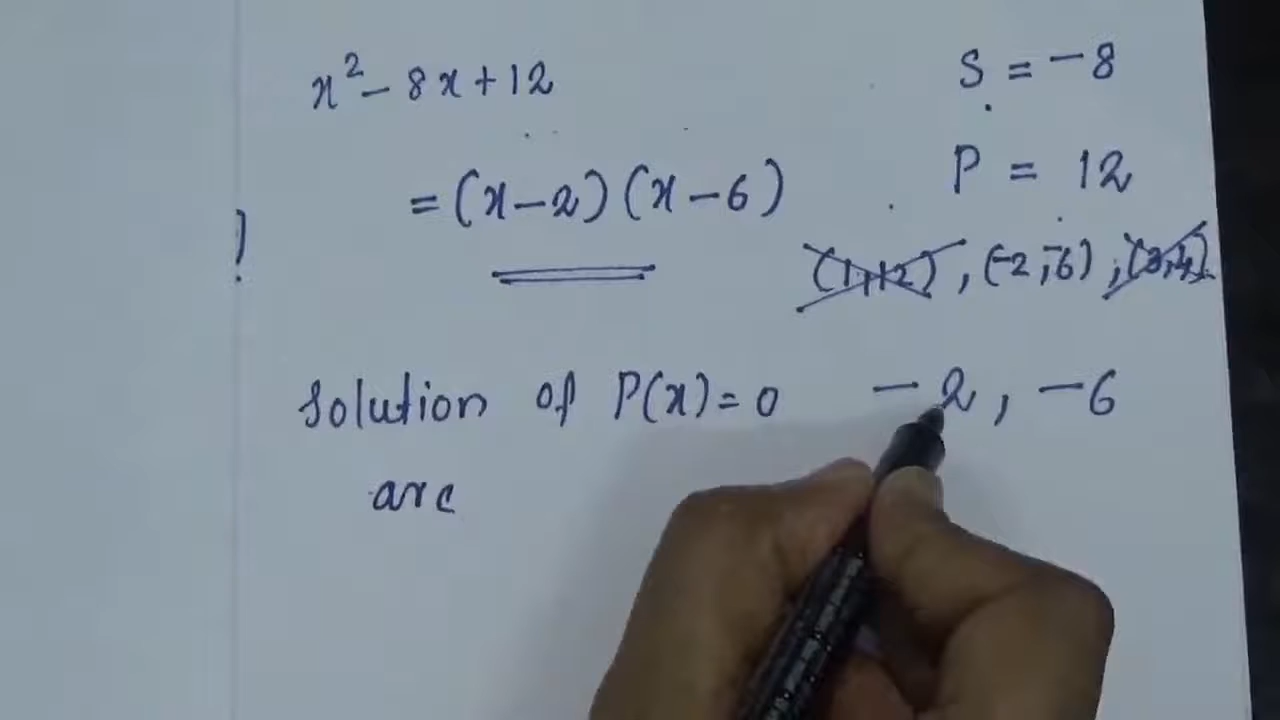 x² - 8x + 12
S = -8
= (x-2)(x-6)
P = 12
(1,12), (-2,-6), (3,4)
Solution of P(x) = 0 -2, -6
are